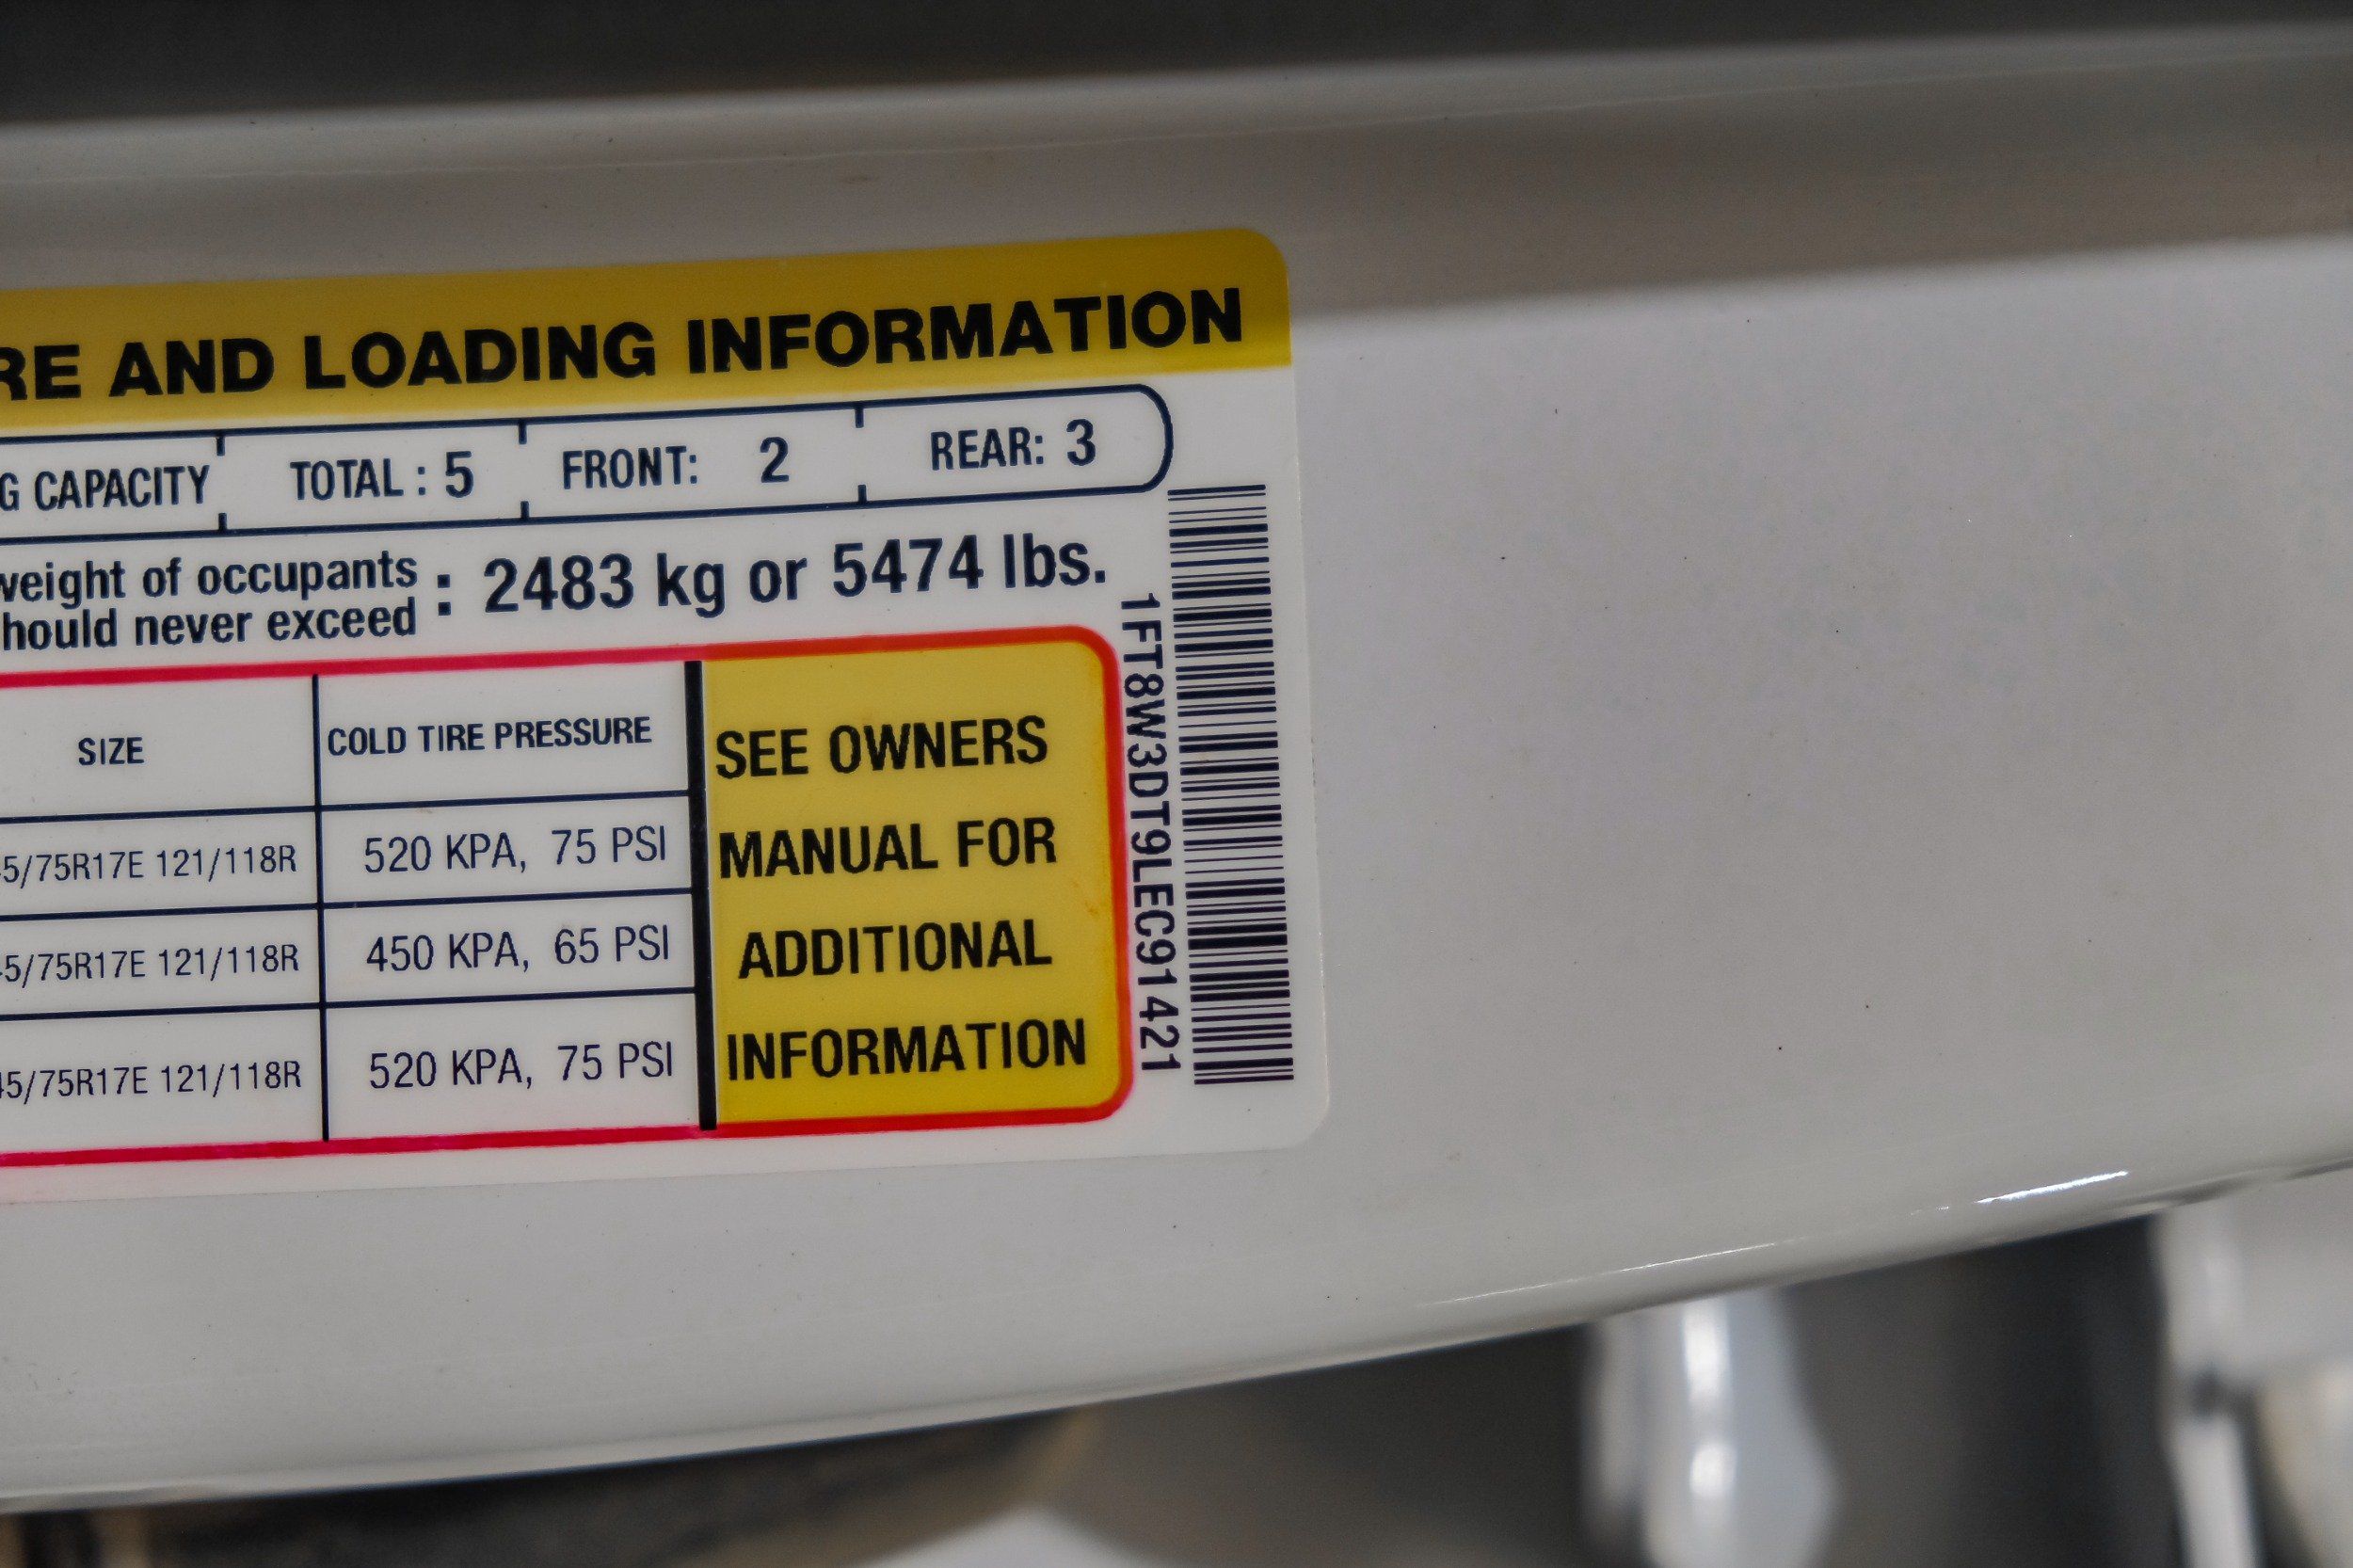 RE AND LOADING INFORMATION
G CAPACITY TOTAL : 5 FRONT: 2 REAR: 3
weight of occupants
hould never exceed : 2483 kg or 5474 lbs.
SIZE COLD TIRE PRESSURE
5/75R17E 121/118R 520 KPA, 75 PSI
5/75R17E 121/118R 450 KPA, 65 PSI
45/75R17E 121/118R 520 KPA, 75 PSI
SEE OWNERS
MANUAL FOR
ADDITIONAL
INFORMATION
1FT8W3DT9LEC91421